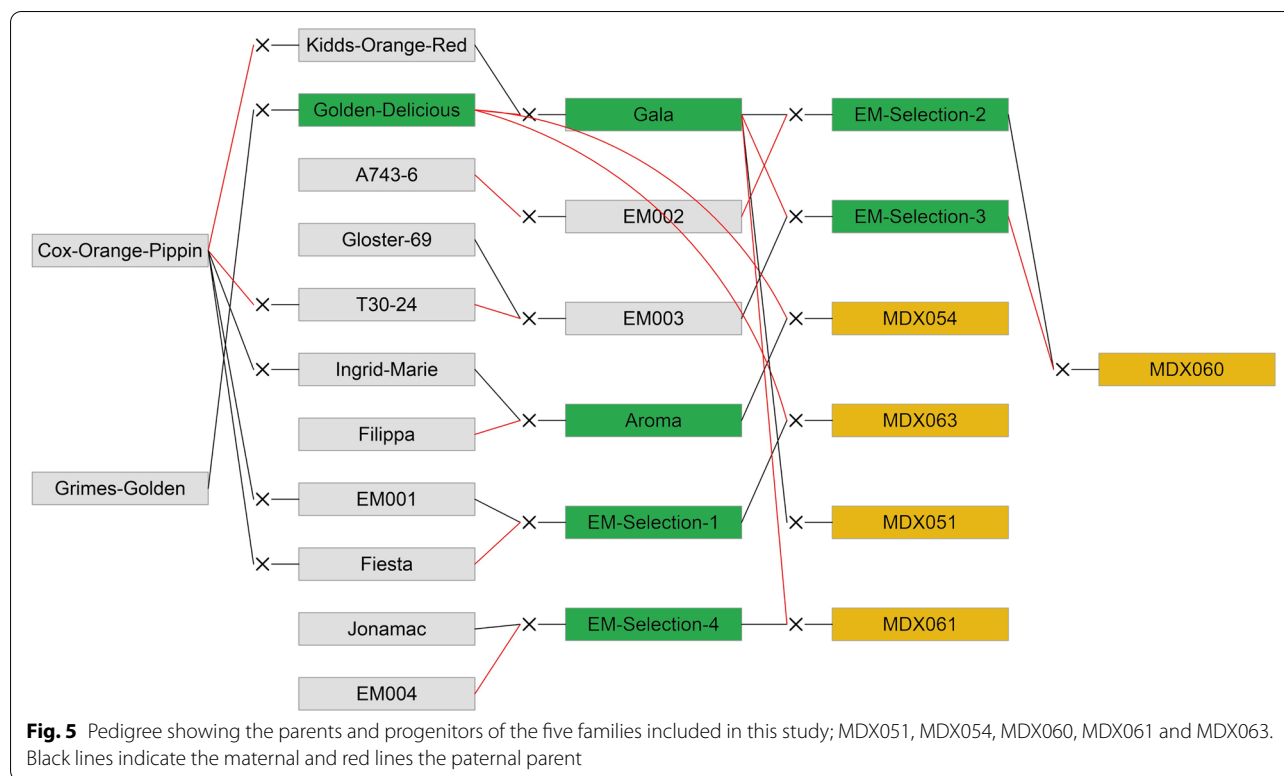 Kidds-Orange-Red
Golden-Delicious
Gala
EM-Selection-2
A743-6
EM002
EM-Selection-3
Gloster-69
Cox-Orange-Pippin
T30-24
EM003
MDX054
Ingrid-Marie
MDX060
Filippa
Aroma
MDX063
Grimes-Golden
EM001
EM-Selection-1
MDX051
Fiesta
Jonamac
EM-Selection-4
MDX061
EM004
Fig. 5 Pedigree showing the parents and progenitors of the five families included in this study; MDX051, MDX054, MDX060, MDX061 and MDX063.
Black lines indicate the maternal and red lines the paternal parent